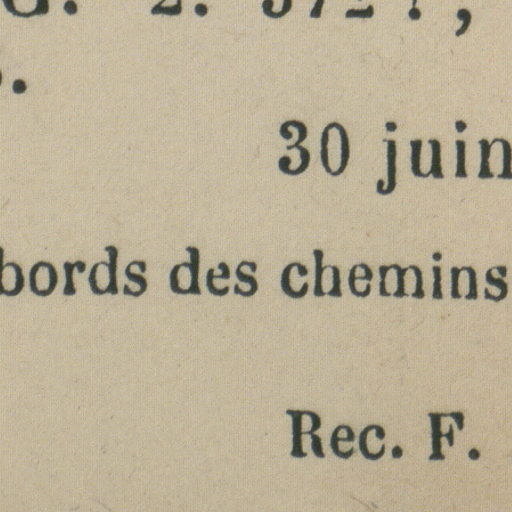 30 juin
bords des chemins
Rec. F.